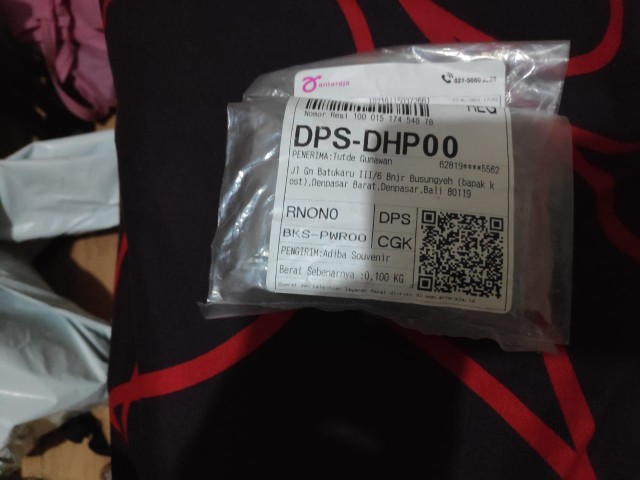 anteraja
REG
Nomor Resi 100 015 174 548 78
DPS-DHP00
PENERIMA:Tutde Gunawan
62819****5562
Jl Gn Batukaru III/6 Bnjr Busungyeh (bapak k
ost),Denpasar Barat,Denpasar,Bali 80119
RNON0
DPS
BKS-PWR00
CGK
PENGIRIM:Adiba Souvenir
Berat Sebenarnya :0.100 KG